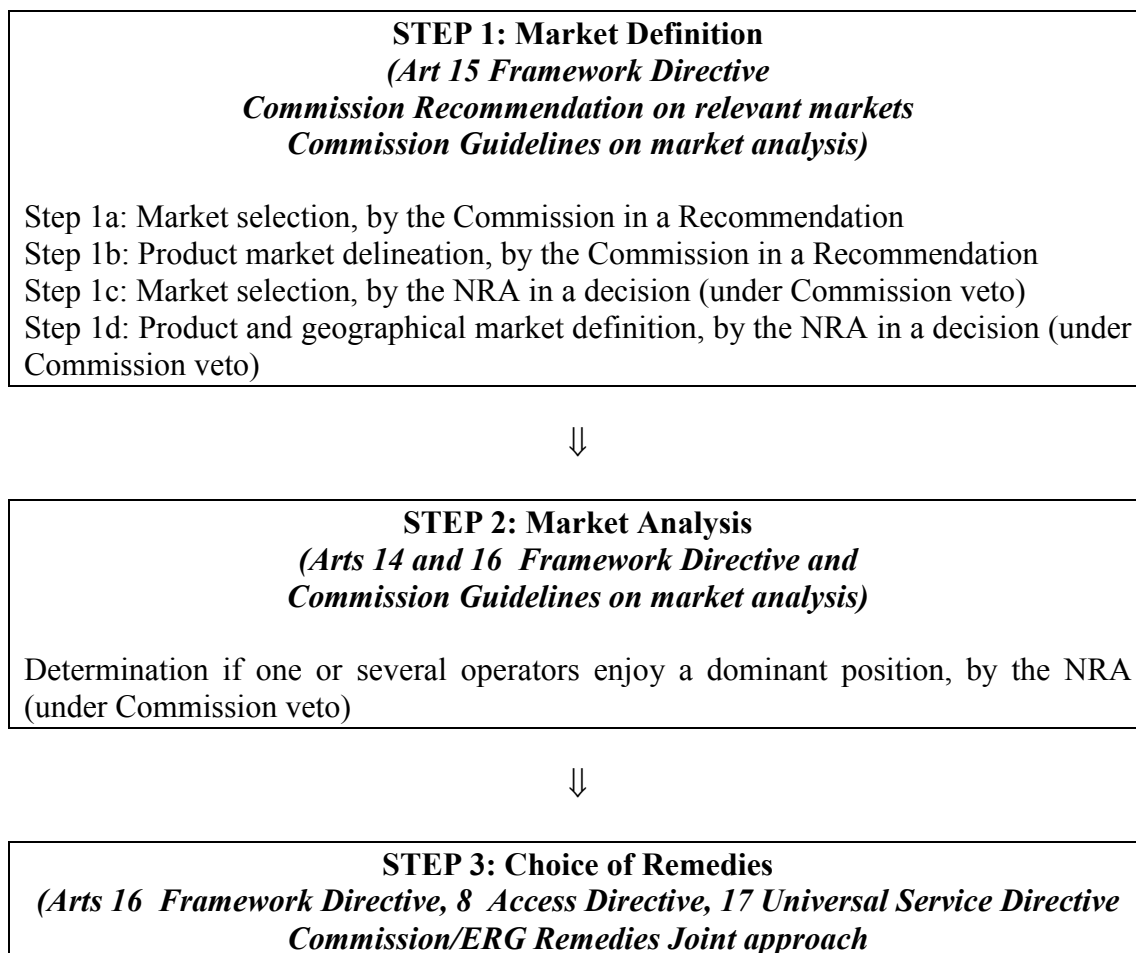 STEP 1: Market Definition
(Art 15 Framework Directive
Commission Recommendation on relevant markets
Commission Guidelines on market analysis)
Step 1a: Market selection, by the Commission in a Recommendation
Step 1b: Product market delineation, by the Commission in a Recommendation
Step 1c: Market selection, by the NRA in a decision (under Commission veto)
Step 1d: Product and geographical market definition, by the NRA in a decision (under
Commission veto)
⇓
STEP 2: Market Analysis
(Arts 14 and 16 Framework Directive and
Commission Guidelines on market analysis)
Determination if one or several operators enjoy a dominant position, by the NRA
(under Commission veto)
⇓
STEP 3: Choice of Remedies
(Arts 16 Framework Directive, 8 Access Directive, 17 Universal Service Directive
Commission/ERG Remedies Joint approach